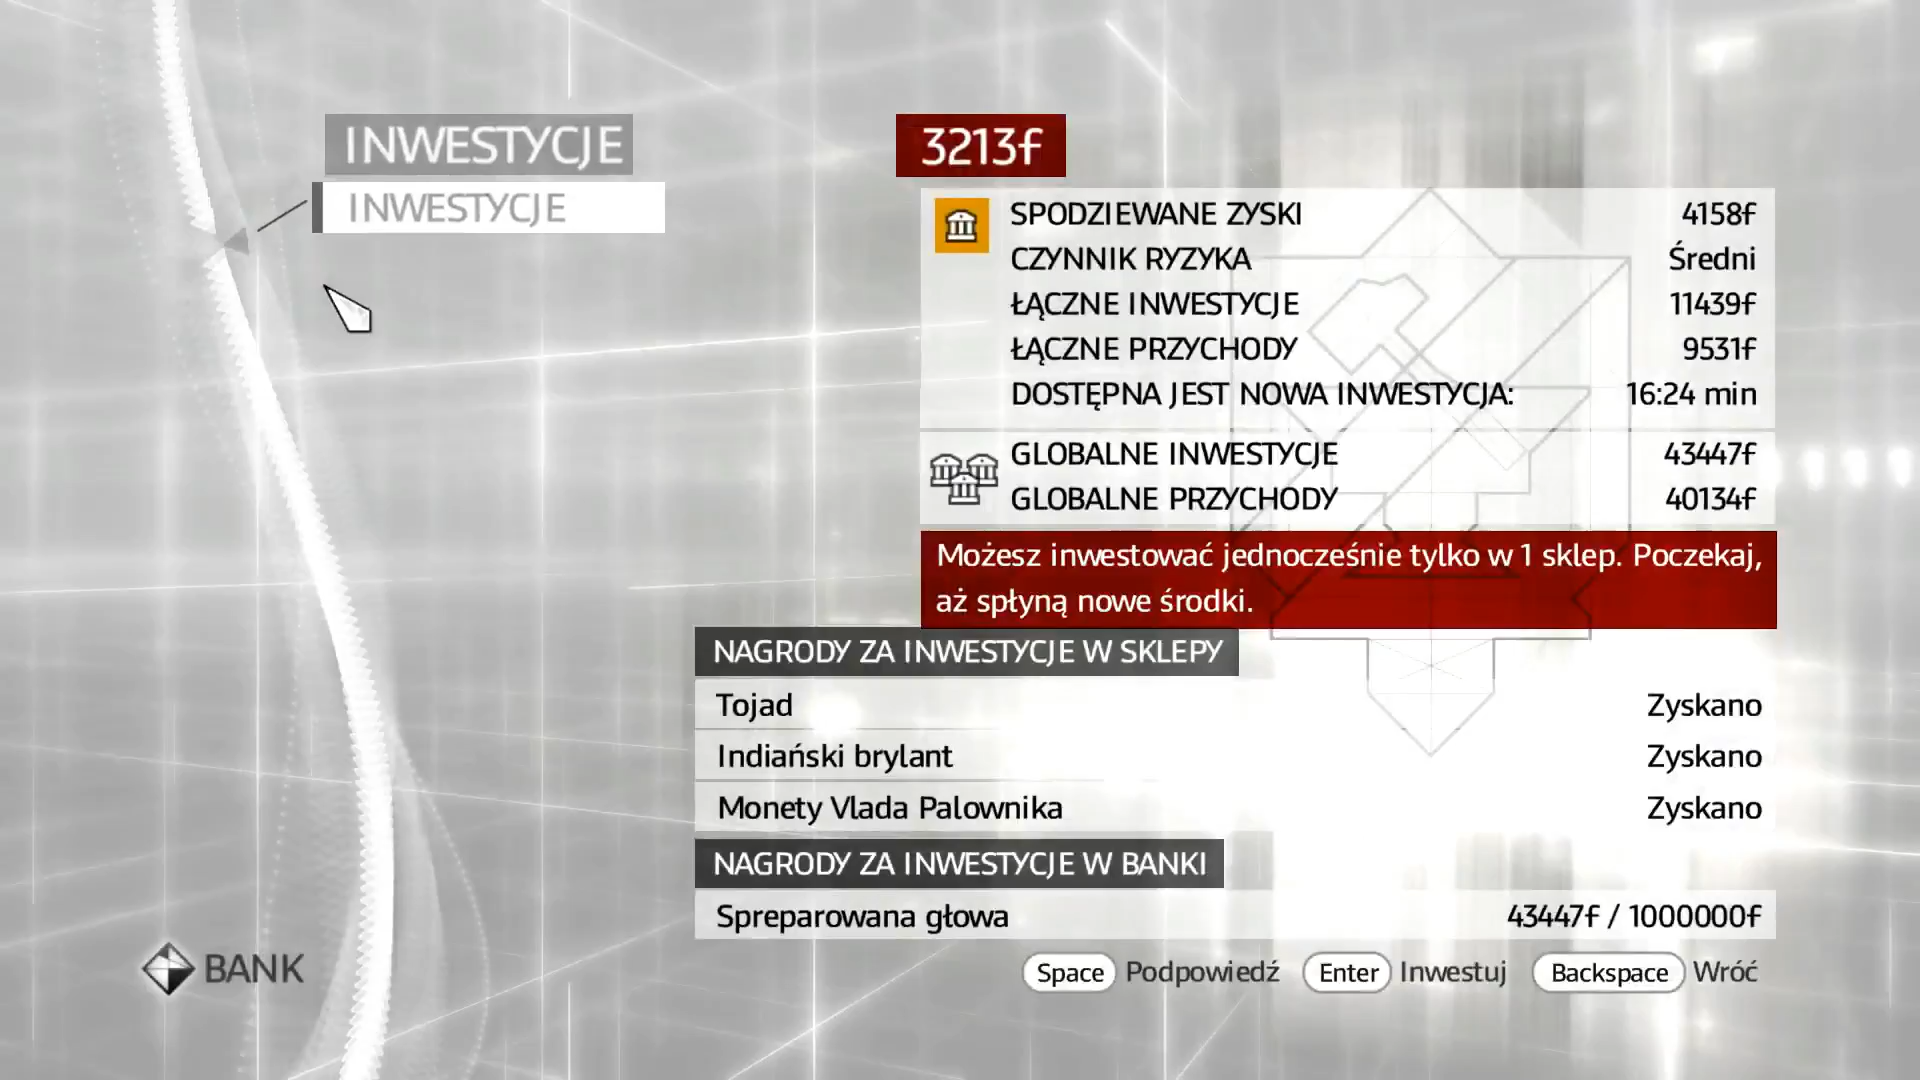 INWESTYCJE
INWESTYCJE
3213f
SPODZIEWANE ZYSKI 4158f
CZYNNIK RYZYKA Średni
ŁĄCZNE INWESTYCJE 11439f
ŁĄCZNE PRZYCHODY 9531f
DOSTĘPNA JEST NOWA INWESTYCJA: 16:24 min
GLOBALNE INWESTYCJE 43447f
GLOBALNE PRZYCHODY 40134f
Możesz inwestować jednocześnie tylko w 1 sklep. Poczekaj,
aż spłyną nowe środki.
NAGRODY ZA INWESTYCJE W SKLEPY
Tojad Zyskano
Indiański brylant Zyskano
Monety Vlada Palownika Zyskano
NAGRODY ZA INWESTYCJE W BANKI
Spreparowana głowa 43447f / 1000000f
BANK
Space Podpowiedź Enter Inwestuj Backspace Wróć